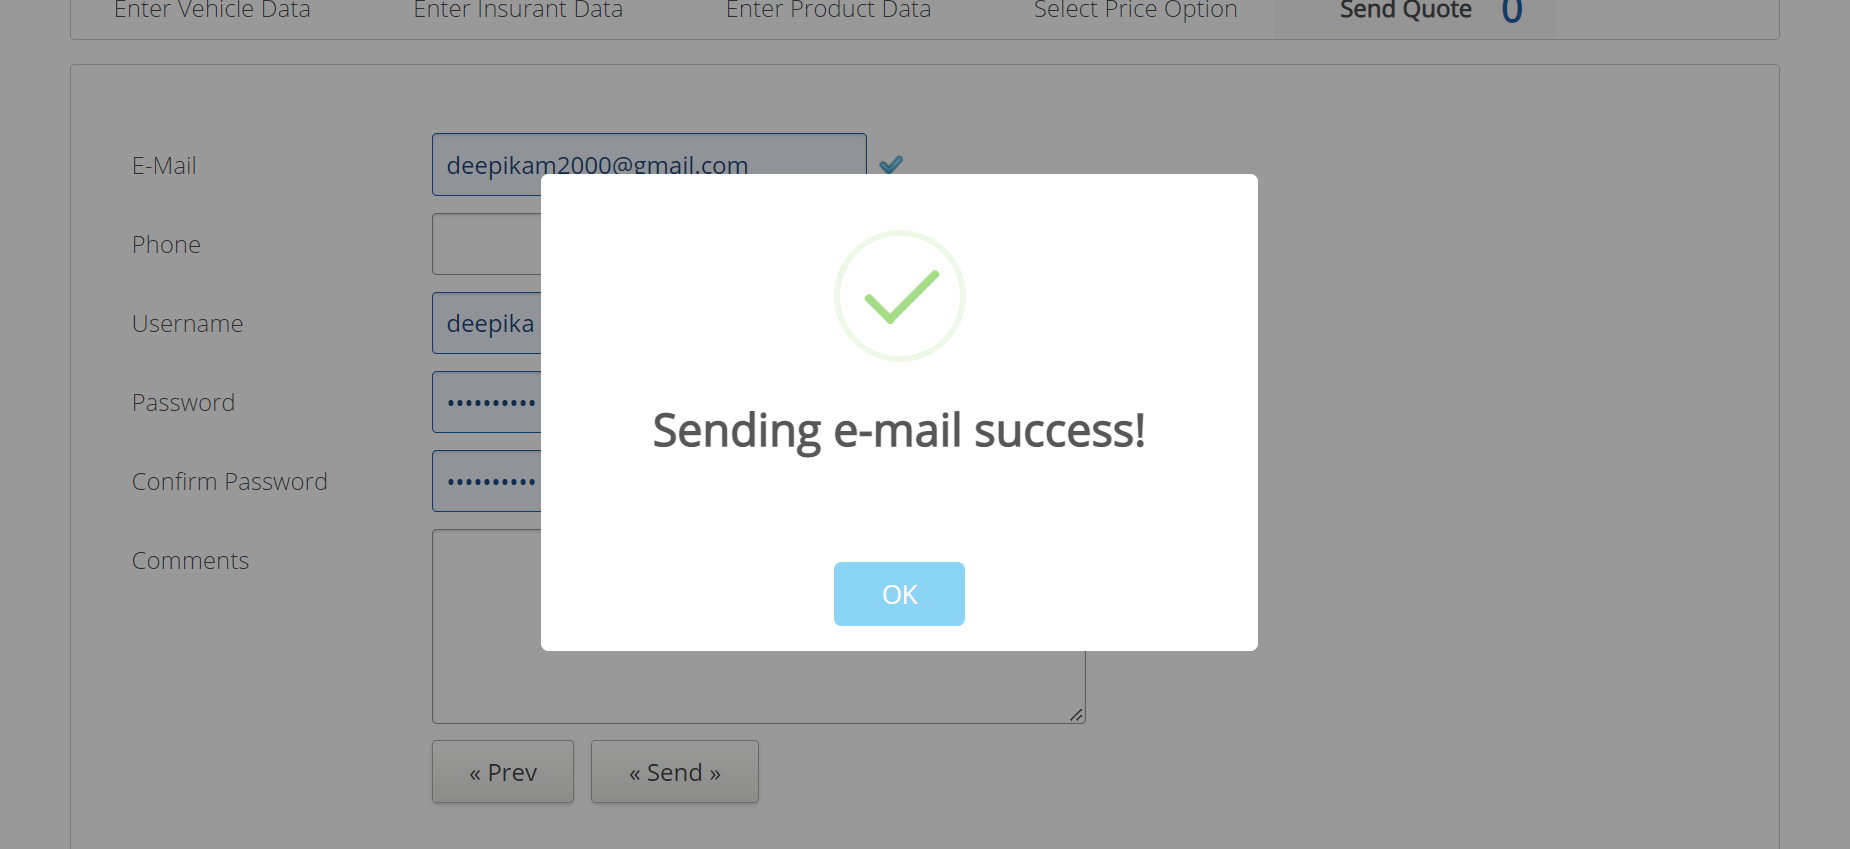 Enter Vehicle Data Enter Insurant Data Enter Product Data Select Price Option Send Quote 0
E-Mail deepikam2000@gmail.com
Phone
Username deepika
Password ••••••••••
Confirm Password ••••••••••
Comments
Sending e-mail success!
OK
« Prev « Send »